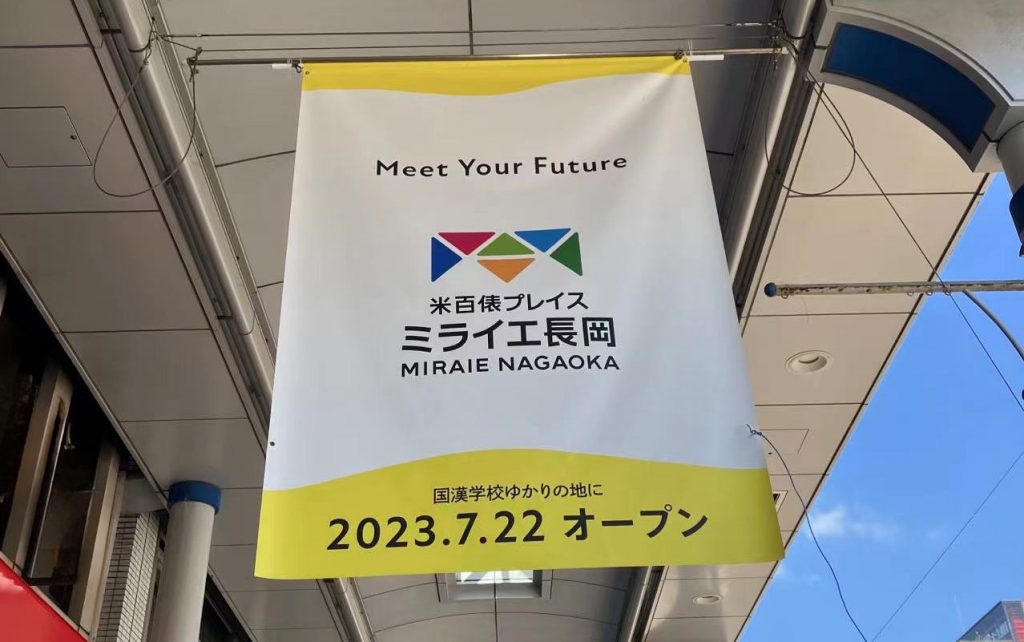 Meet Your Future
米百俵プレイス
ミライエ長岡
MIRAIE NAGAOKA
国漢学校ゆかりの地に
2023.7.22 オープン